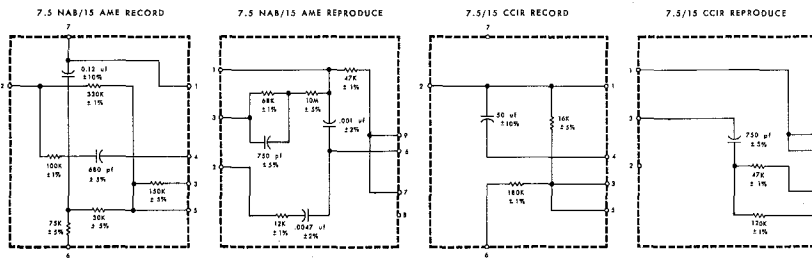 7.5 NAB/15 AME RECORD
7
0.12 uf
±10%
2
1
330K
± 1%
100K
±1%
680 pf
± 5%
4
150K
± 5%
3
30K
± 5%
5
75K
±5%
6
7.5 NAB/15 AME REPRODUCE
1
47K
± 1%
68K
±1%
10M
± 5%
3
.001 uf
±2%
750 pf
±5%
9
6
2
7
12K
± 1%
.0047 uf
±2%
8
7.5/15 CCIR RECORD
7
2
1
50 uf
±10%
16K
± 5%
4
180K
± 1%
3
5
6
7.5/15 CCIR REPRODUCE
1
3
750 pf
± 5%
2
47K
± 1%
120K
± 1%